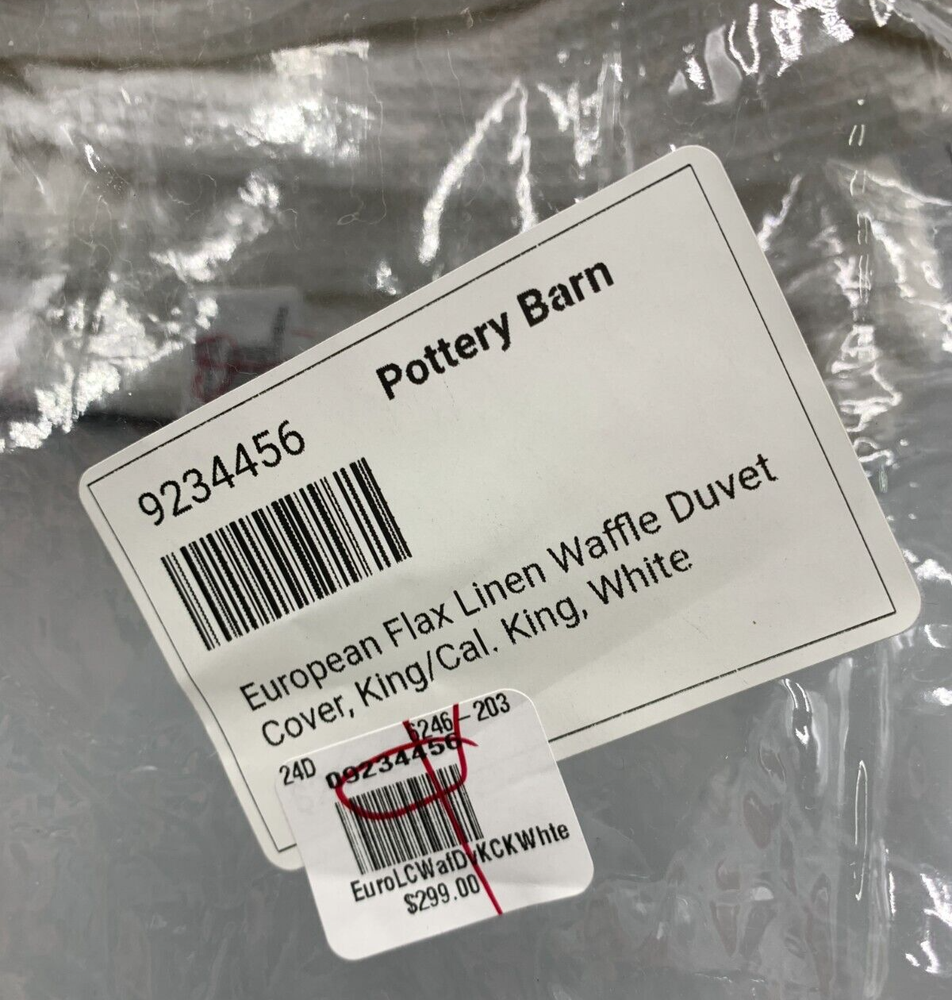 Pottery Barn
9234456
European Flax Linen Waffle Duvet
Cover, King/Cal. King, White
6246-203
24D 09234456
EuroLCWafDvKCKWhte
$299.00